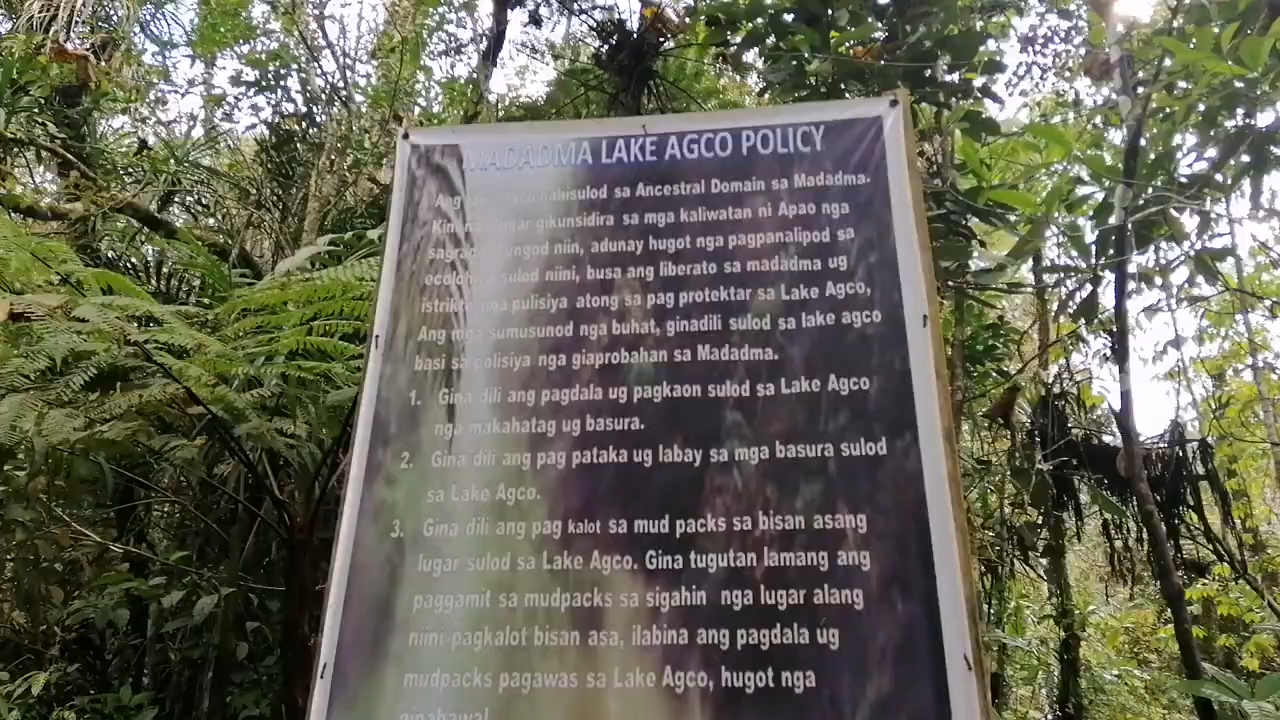 MADADMA LAKE AGCO POLICY
Ang nahisulod sa Ancestral Domain sa Madadma.
lugar gikunsidira sa mga kaliwatan ni Apao nga
tungod niin, adunay hugot nga pagpanalipod sa
sulod niini, busa ang liberato sa madadma ug
istrikto nga pulisiya atong sa pag protektar sa Lake Agco,
Ang mga sumusunod nga buhat, ginadili sulod sa lake agco
basi sa polisiya nga giaprobahan sa Madadma.
1. Gina dili ang pagdala ug pagkaon sulod sa Lake Agco
nga makahatag ug basura.
2. Gina dili ang pag pataka ug labay sa mga basura sulod
sa Lake Agco.
3. Gina dili ang pag kalot sa mud packs sa bisan asang
lugar sulod sa Lake Agco. Gina tugutan lamang ang
paggamit sa mudpacks sa sigahin nga lugar alang
niini pagkalot bisan asa, ilabina ang pagdala ug
mudpacks pagawas sa Lake Agco, hugot nga